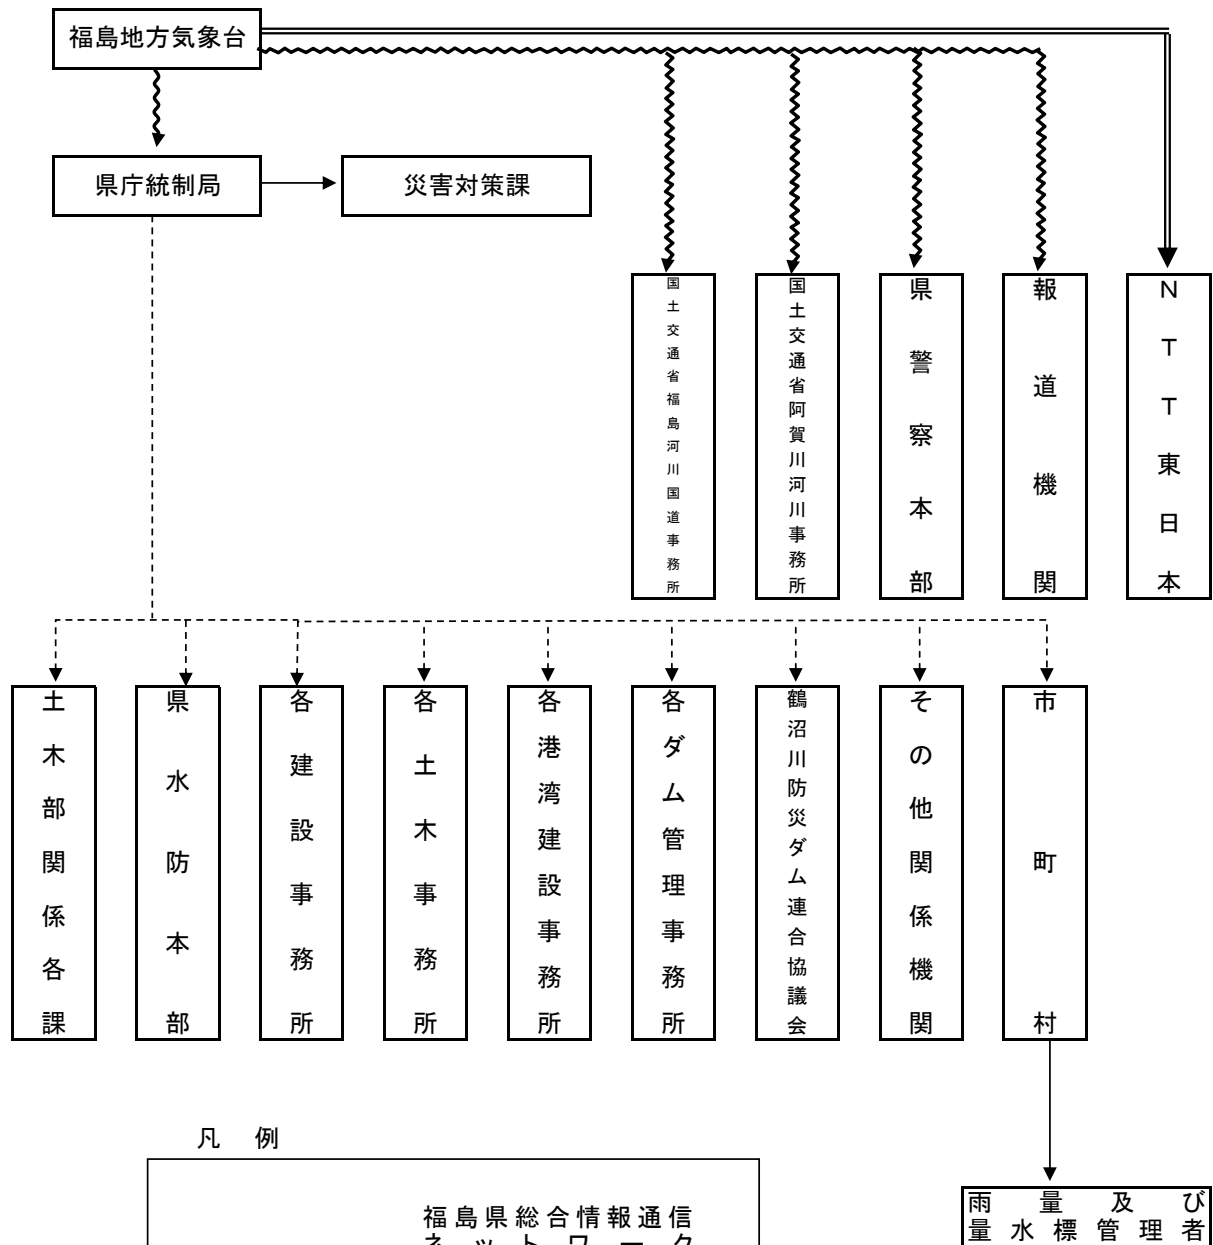 福島地方気象台
県庁統制局
災害対策課
国土交通省福島河川国道事務所
国土交通省阿賀川河川事務所
県警察本部
報道機関
ＮＴＴ東日本
土木部関係各課
県水防本部
各建設事務所
各土木事務所
各港湾建設事務所
各ダム管理事務所
鶴沼川防災ダム連合協議会
その他関係機関
市町村
凡　例
福島県総合情報通信
ネットワーク
雨量及び
量水標管理者